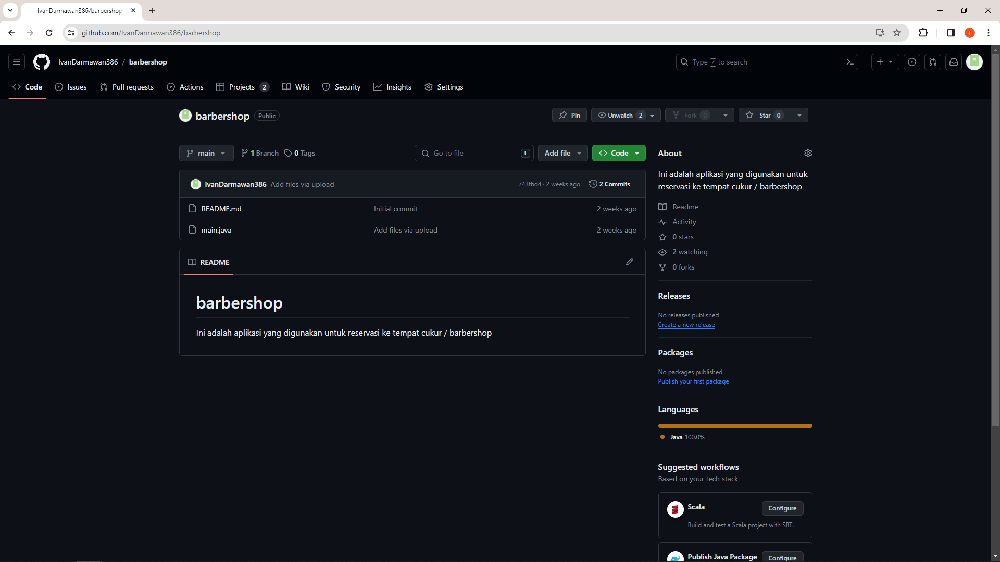 IvanDarmawan386/barbershop
github.com/IvanDarmawan386/barbershop
I
IvanDarmawan386 / barbershop
Type / to search
Code
Issues
Pull requests
Actions
Projects 2
Wiki
Security
Insights
Settings
barbershop Public
Pin
Unwatch 2
Fork 0
Star 0
main
1 Branch
0 Tags
Go to file t
Add file
Code
IvanDarmawan386 Add files via upload 743fbd4 · 2 weeks ago 2 Commits
README.md Initial commit 2 weeks ago
main.java Add files via upload 2 weeks ago
README
barbershop
Ini adalah aplikasi yang digunakan untuk reservasi ke tempat cukur / barbershop
About
Ini adalah aplikasi yang digunakan untuk
reservasi ke tempat cukur / barbershop
Readme
Activity
0 stars
2 watching
0 forks
Releases
No releases published
Create a new release
Packages
No packages published
Publish your first package
Languages
Java 100.0%
Suggested workflows
Based on your tech stack
Scala
Configure
Build and test a Scala project with SBT.
Publish Java Package
Configure